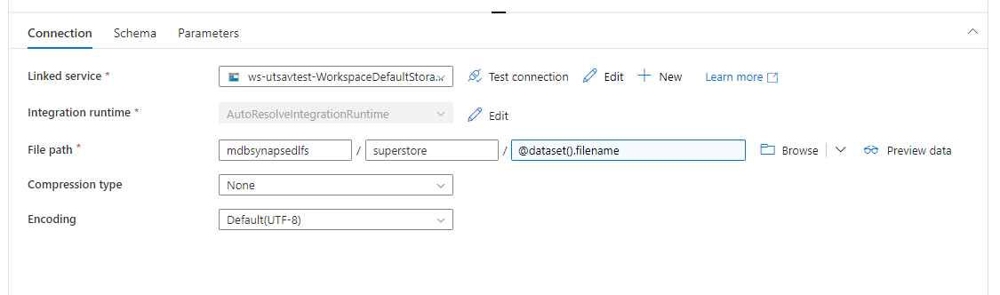 Connection Schema Parameters
Linked service * ws-utsavtest-WorkspaceDefaultStora... Test connection Edit New Learn more
Integration runtime * AutoResolveIntegrationRuntime Edit
File path * mdbsynapsedlfs / superstore / @dataset().filename Browse Preview data
Compression type None
Encoding Default(UTF-8)